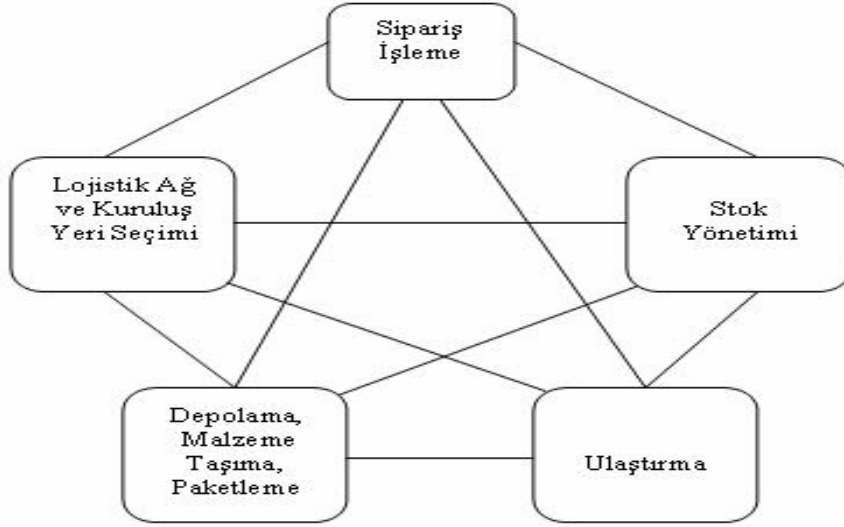 Sipariş
İşleme
Lojistik Ağ
ve Kuruluş
Yeri Seçimi
Stok
Yönetimi
Depolama,
Malzeme
Taşıma,
Paketleme
Ulaştırma